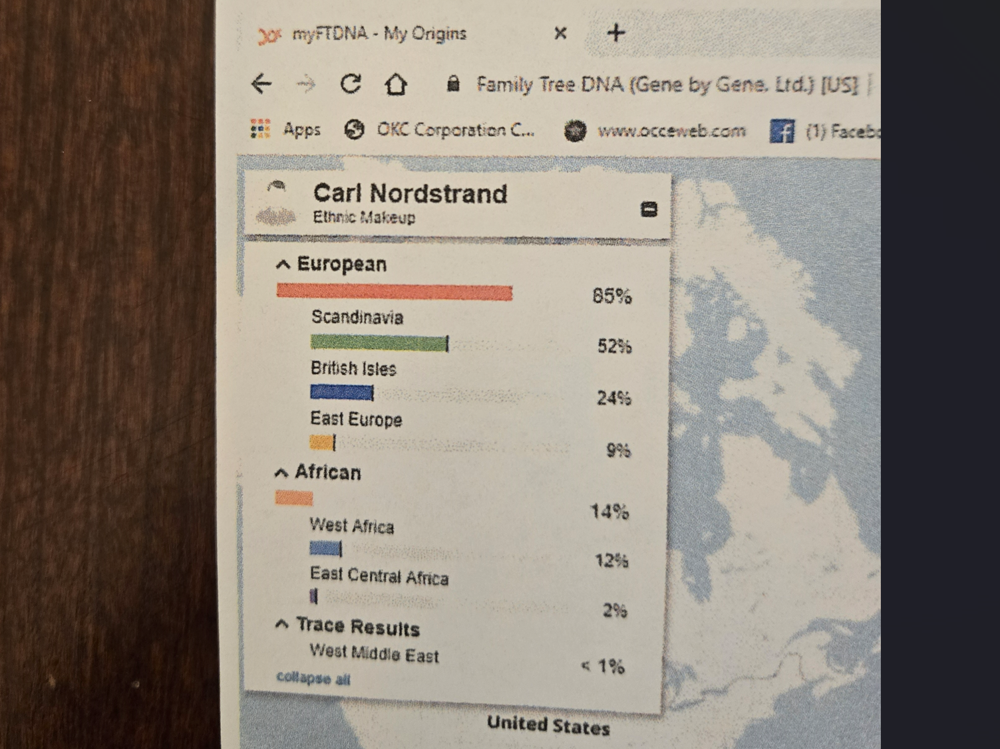 myFTDNA - My Origins
Family Tree DNA (Gene by Gene, Ltd.) [US]
Apps OKC Corporation C... www.occeweb.com (1) Facebo
Carl Nordstrand
Ethnic Makeup
European
85%
Scandinavia
52%
British Isles
24%
East Europe
9%
African
14%
West Africa
12%
East Central Africa
2%
Trace Results
West Middle East
< 1%
collapse all
United States